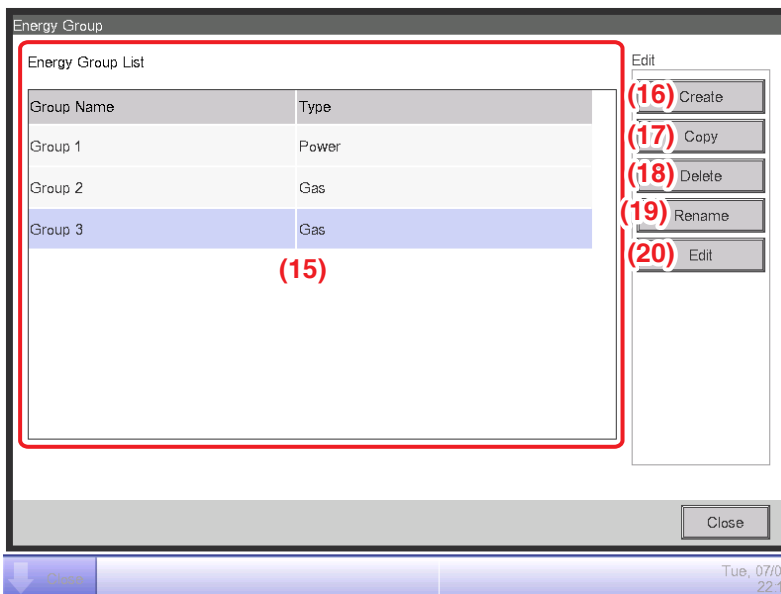 Energy Group
Energy Group List
Edit
Group Name Type
Group 1 Power
Group 2 Gas
Group 3 Gas
(15)
(16) Create
(17) Copy
(18) Delete
(19) Rename
(20) Edit
Close
Tue, 07/0
22:1